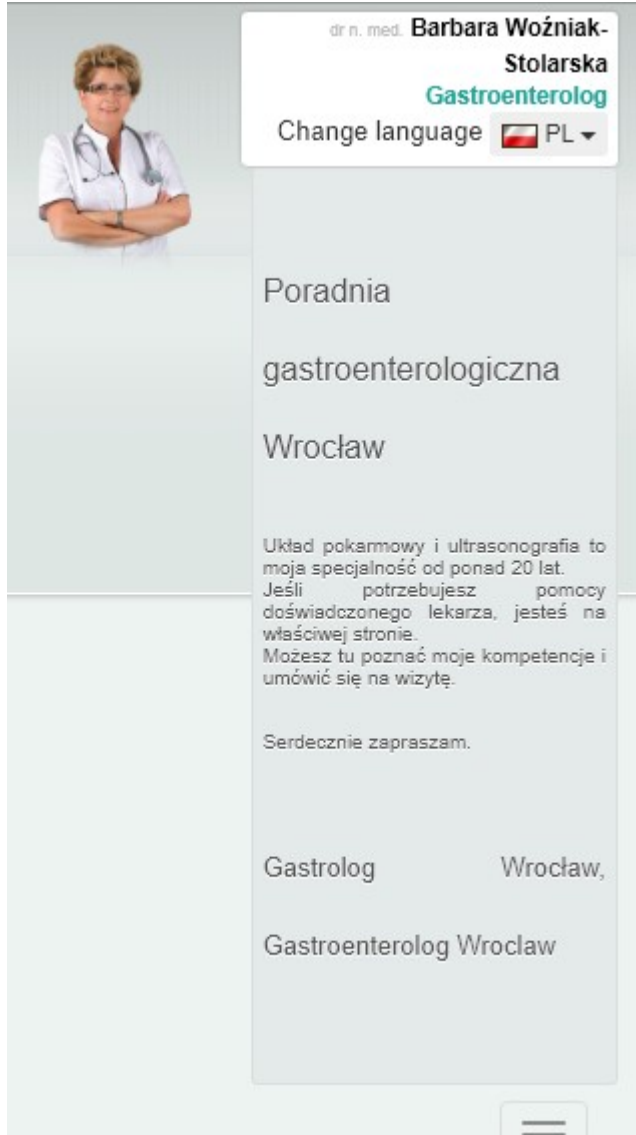 dr n. med. Barbara Woźniak-
Stolarska
Gastroenterolog
Change language PL
Poradnia
gastroenterologiczna
Wrocław
Układ pokarmowy i ultrasonografia to
moja specjalność od ponad 20 lat.
Jeśli potrzebujesz pomocy
doświadczonego lekarza, jesteś na
właściwej stronie.
Możesz tu poznać moje kompetencje i
umówić się na wizytę.
Serdecznie zapraszam.
Gastrolog Wrocław,
Gastroenterolog Wroclaw